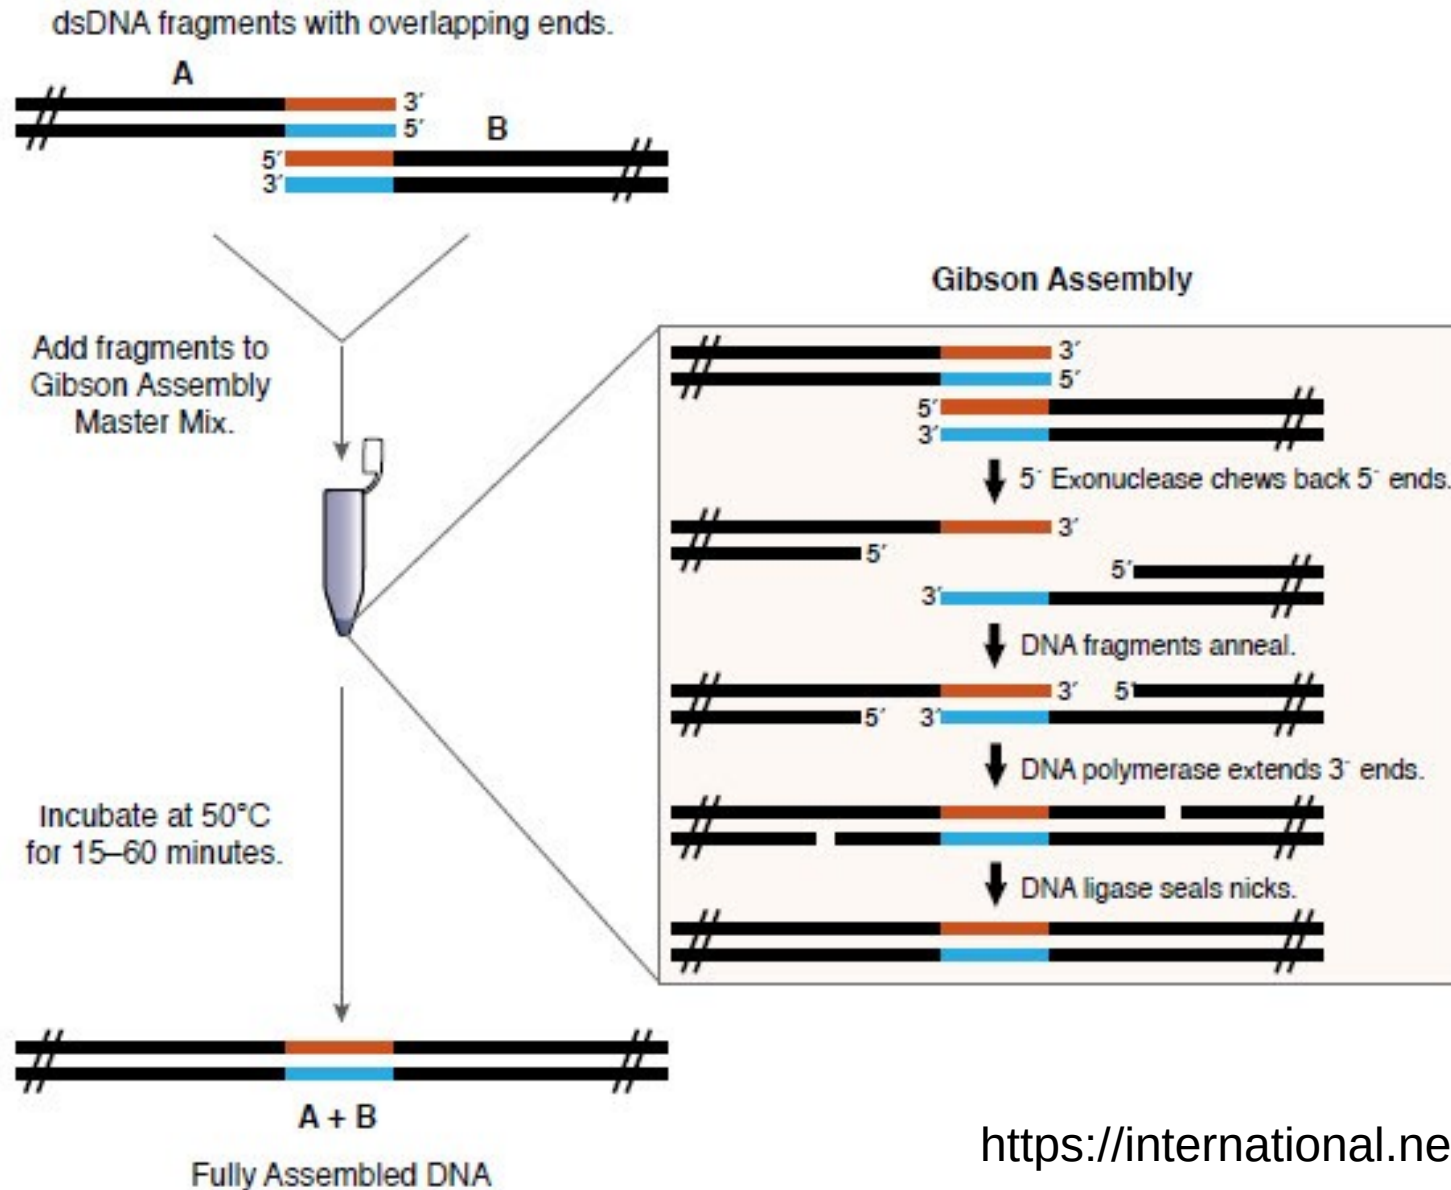 dsDNA fragments with overlapping ends.
A
3´
5´
B
5´
3´
Add fragments to
Gibson Assembly
Master Mix.
Incubate at 50°C
for 15–60 minutes.
A + B
Fully Assembled DNA
Gibson Assembly
3´
5´
5´
3´
5´ Exonuclease chews back 5´ ends.
3´
5´
5´
3´
DNA fragments anneal.
3´ 5´
5´ 3´
DNA polymerase extends 3´ ends.
DNA ligase seals nicks.
https://international.ne